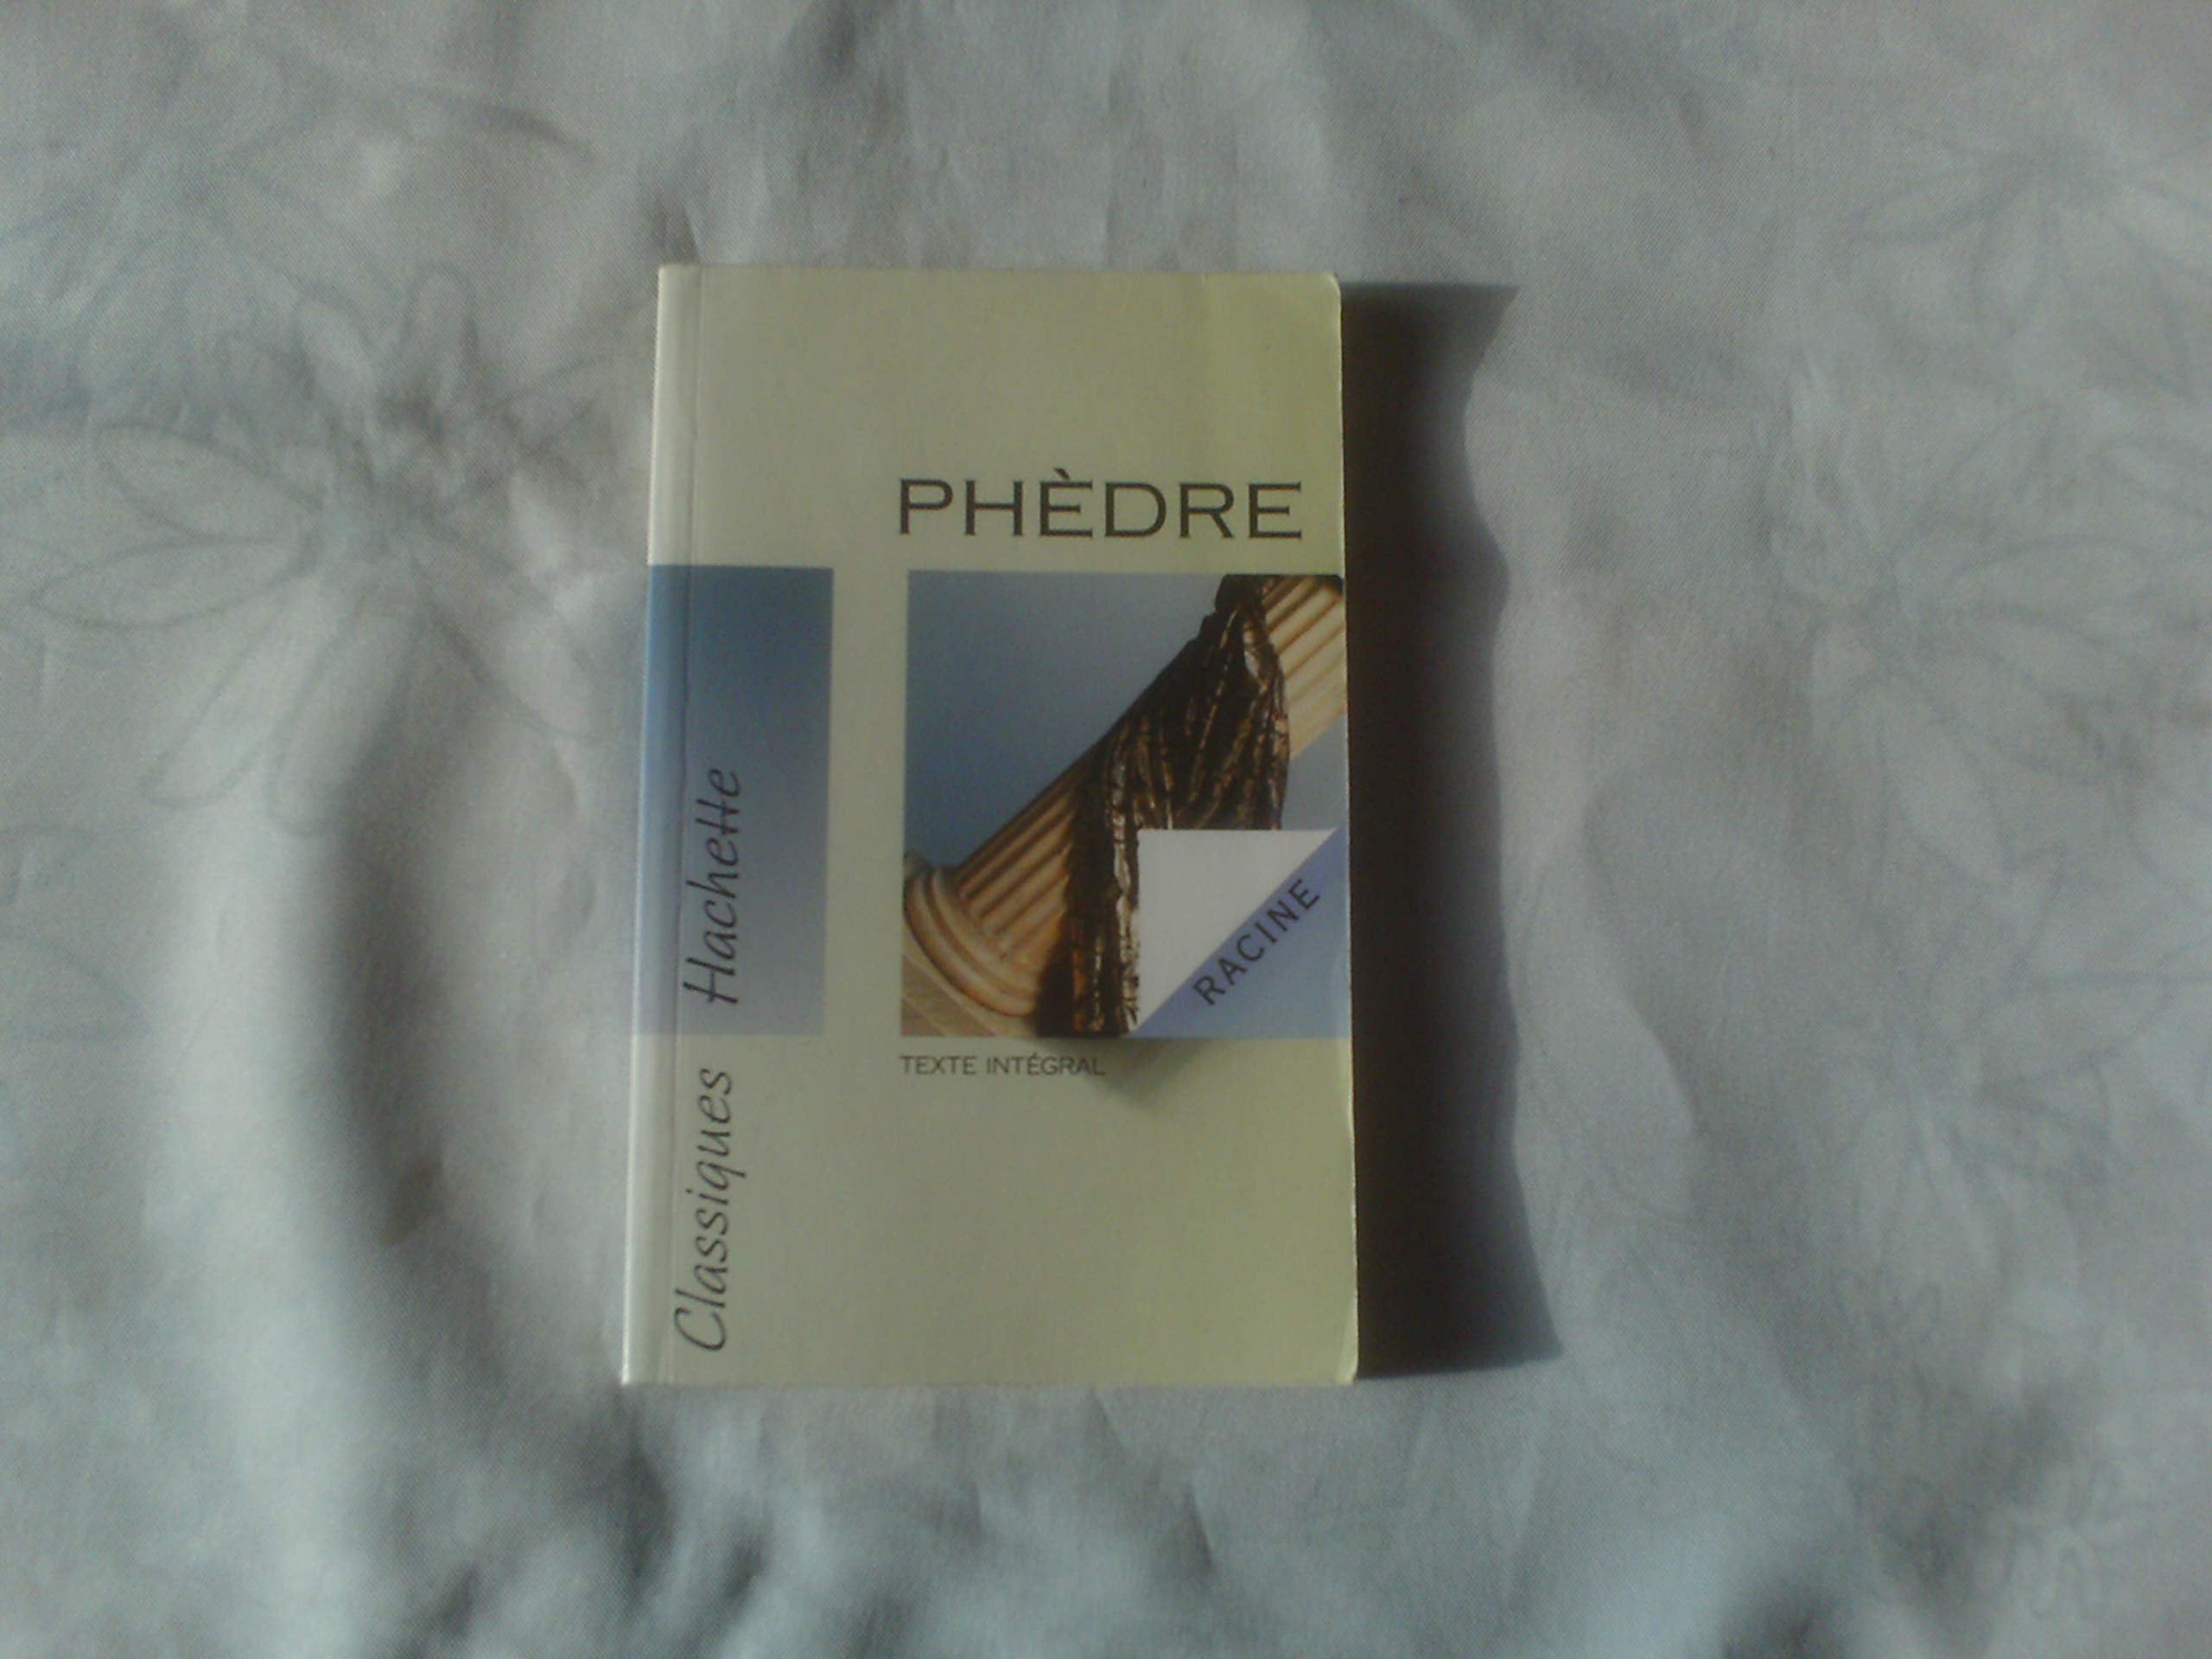 PHÈDRE
RACINE
TEXTE INTÉGRAL
Classiques Hachette